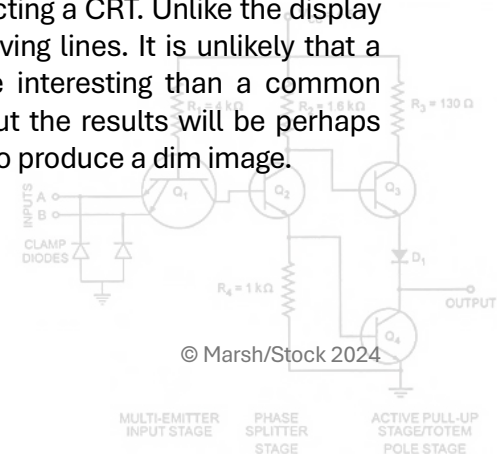 cting a CRT. Unlike the display
ving lines. It is unlikely that a
e interesting than a common
ut the results will be perhaps
o produce a dim image.
R₁ = 4 kΩ
R₂ = 1.6 kΩ
R₃ = 130 Ω
INPUTS
A
B
Q₁
Q₂
Q₃
CLAMP
DIODES
D₁
R₄ = 1 kΩ
OUTPUT
Q₄
© Marsh/Stock 2024
MULTI-EMITTER
INPUT STAGE
PHASE
SPLITTER
STAGE
ACTIVE PULL-UP
STAGE/TOTEM
POLE STAGE